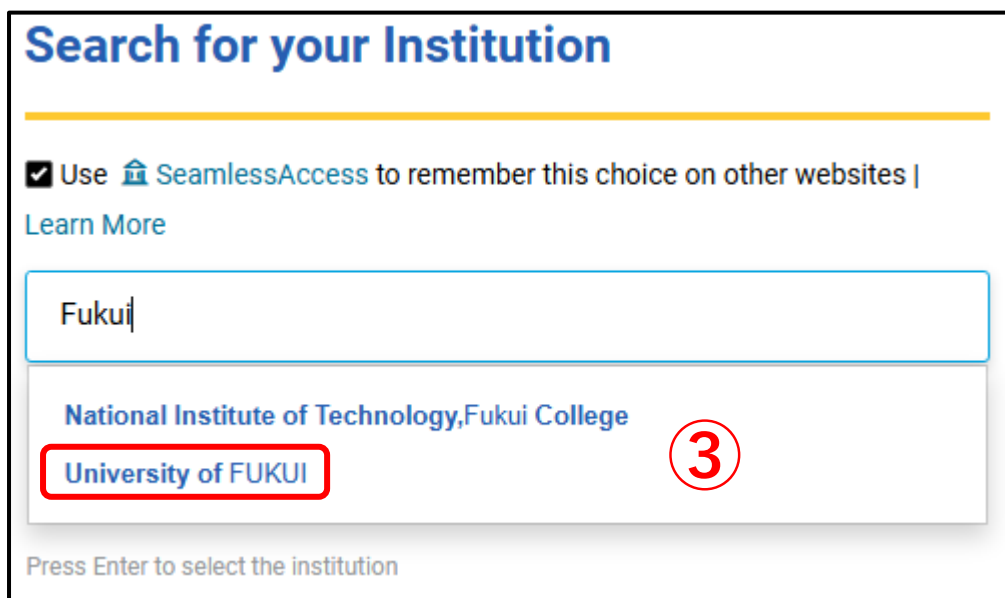 Search for your Institution
Use SeamlessAccess to remember this choice on other websites |
Learn More
Fukui
National Institute of Technology,Fukui College
University of FUKUI
③
Press Enter to select the institution